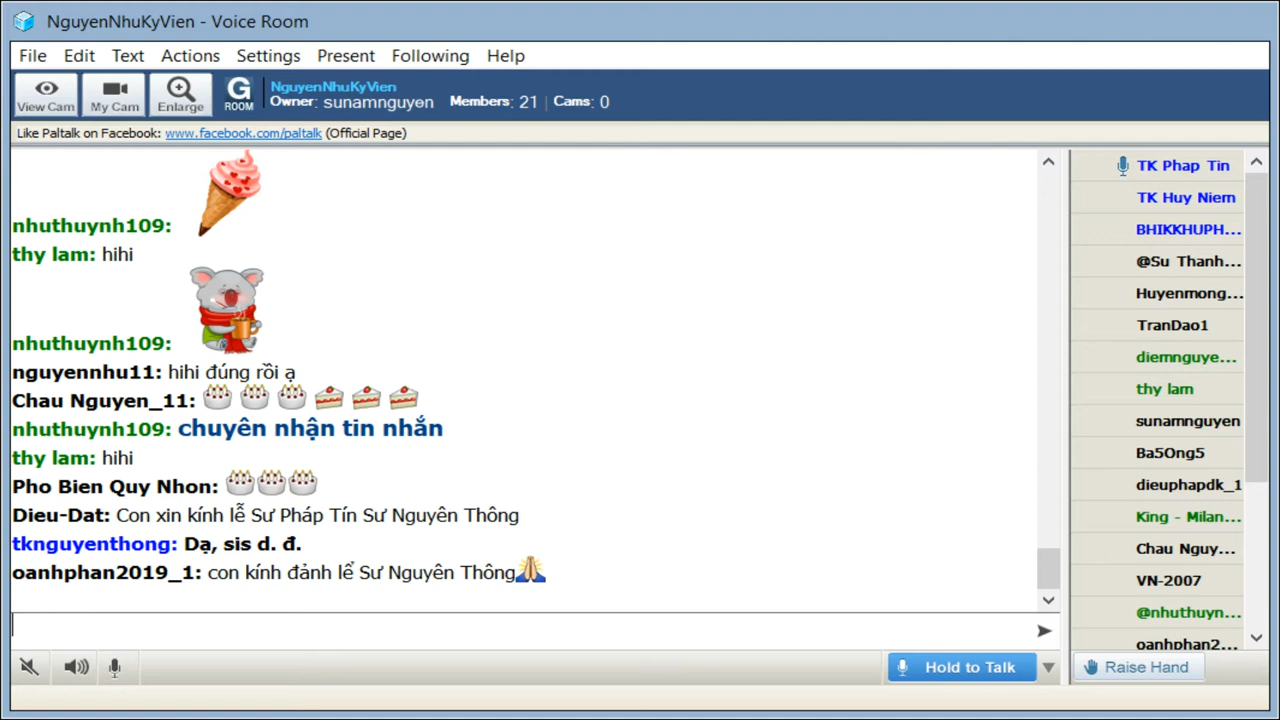 NguyenNhuKyVien - Voice Room
File Edit Text Actions Settings Present Following Help
View Cam My Cam Enlarge G ROOM
NguyenNhuKyVien
Owner: sunamnguyen Members: 21 | Cams: 0
Like Paltalk on Facebook: www.facebook.com/paltalk (Official Page)
nhuthuynh109:
thy lam: hihi
nhuthuynh109:
nguyennhu11: hihi đúng rồi ạ
Chau Nguyen_11:
nhuthuynh109: chuyên nhận tin nhắn
thy lam: hihi
Pho Bien Quy Nhon:
Dieu-Dat: Con xin kính lễ Sư Pháp Tín Sư Nguyên Thông
tknguyenthong: Dạ, sis d. đ.
oanhphan2019_1: con kính đảnh lể Sư Nguyên Thông
TK Phap Tin
TK Huy Niem
BHIKKHUPH...
@Su Thanh...
Huyenmong...
TranDao1
diemnguye...
thy lam
sunamnguyen
Ba5Ong5
dieuphapdk_1
King - Milan...
Chau Nguy...
VN-2007
@nhuthuyn...
oanhphan2...
Hold to Talk
Raise Hand